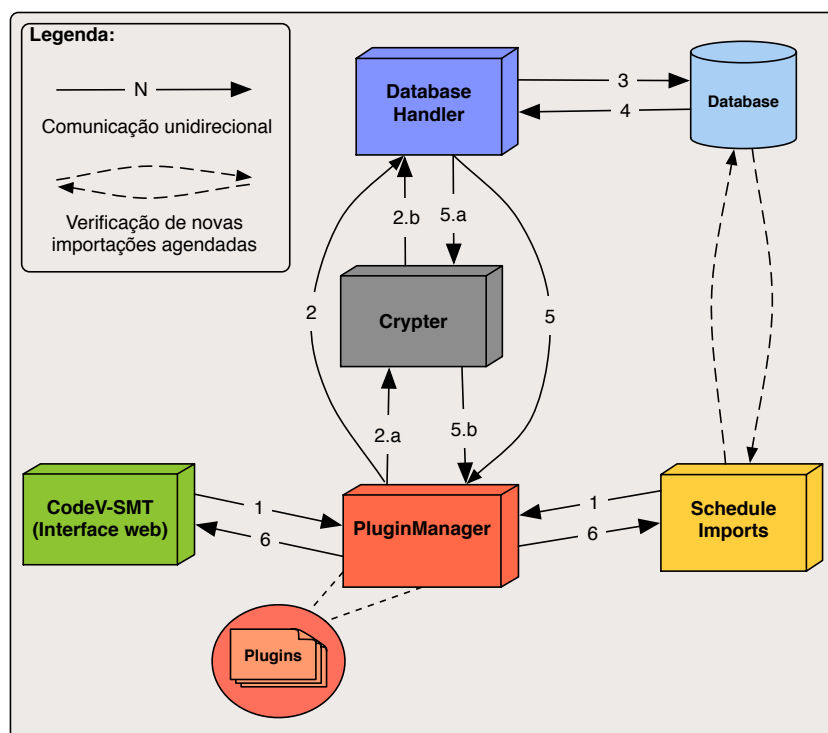 Legenda:
N
Comunicação unidirecional
Verificação de novas
importações agendadas
Database
Handler
3
4
Database
2.b
5.a
2
Crypter
5
2.a
5.b
CodeV-SMT
(Interface web)
1
6
PluginManager
1
6
Schedule
Imports
Plugins